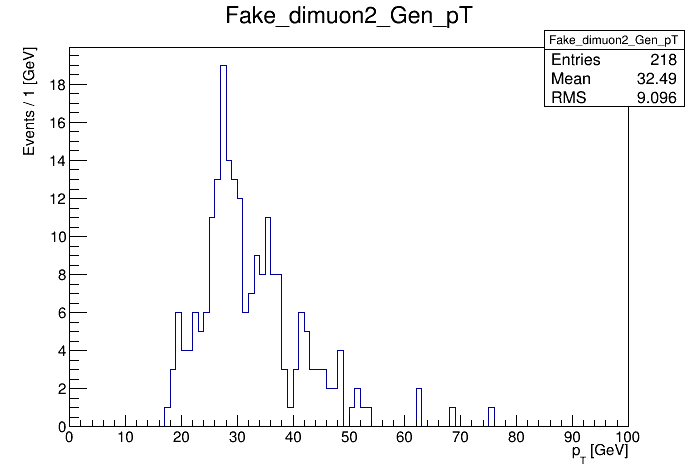 Fake_dimuon2_Gen_pT
Fake_dimuon2_Gen_pT
Entries 218
Mean 32.49
RMS 9.096
Events / 1 [GeV]
18
16
14
12
10
8
6
4
2
0
0 10 20 30 40 50 60 70 80 90 100
p_T [GeV]